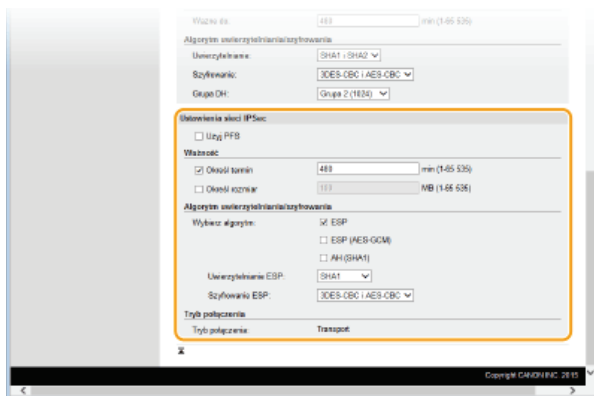 Ważne do: 480 min (1-65 535)
Algorytm uwierzytelniania/szyfrowania
Uwierzytelnianie: SHA1 i SHA2
Szyfrowanie: 3DES-CBC i AES-CBC
Grupa DH: Grupa 2 (1024)
Ustawienia sieci IPSec
Użyj PFS
Ważność
Określ termin 480 min (1-65 535)
Określ rozmiar MB (1-65 535)
Algorytm uwierzytelniania/szyfrowania
Wybierz algorytm: ESP
ESP (AES-GCM)
AH (SHA1)
Uwierzytelnianie ESP: SHA1
Szyfrowanie ESP: 3DES-CBC i AES-CBC
Tryb połączenia
Tryb połączenia: Transport
Copyright CANON INC. 2015